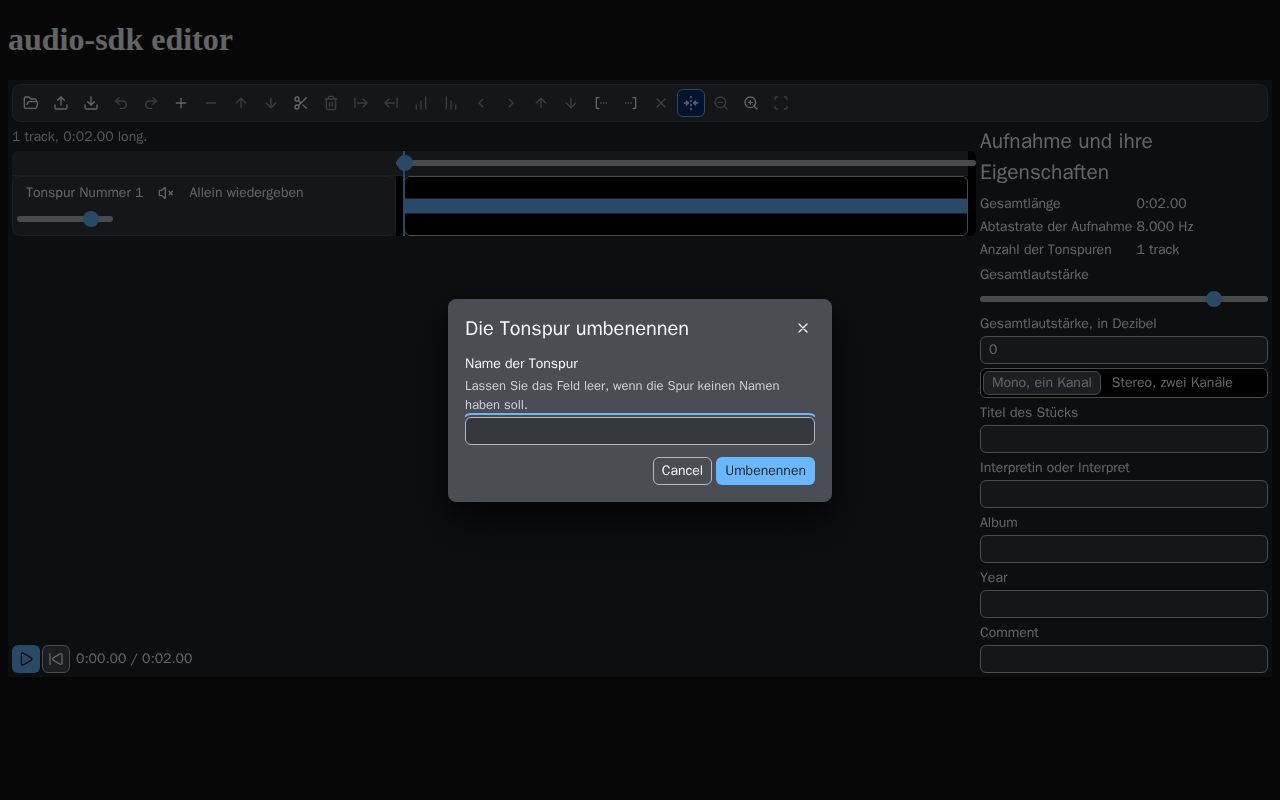 audio-sdk editor
1 track, 0:02.00 long.
Tonspur Nummer 1 Allein wiedergeben
Aufnahme und ihre
Eigenschaften
Gesamtlänge 0:02.00
Abtastrate der Aufnahme 8.000 Hz
Anzahl der Tonspuren 1 track
Gesamtlautstärke
Gesamtlautstärke, in Dezibel
0
Mono, ein Kanal Stereo, zwei Kanäle
Titel des Stücks
Interpretin oder Interpret
Album
Year
Comment
Die Tonspur umbenennen
Name der Tonspur
Lassen Sie das Feld leer, wenn die Spur keinen Namen
haben soll.
Cancel Umbenennen
0:00.00 / 0:02.00